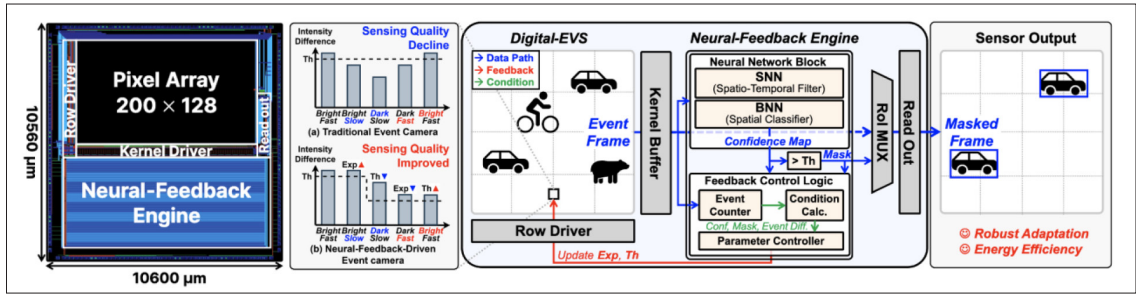 10560 μm
Row Driver
Pixel Array
200 × 128
Read out
Kernel Driver
Neural-Feedback
Engine
10600 μm
Intensity
Difference
Sensing Quality
Decline
Th
Bright Fast
Bright Slow
Dark Slow
Dark Fast
Bright Fast
(a) Traditional Event Camera
Intensity
Difference
Sensing Quality
Improved
Exp▲
Th
Th▼
Exp▼
Th▲
Bright Fast
Bright Slow
Dark Slow
Dark Fast
Bright Fast
(b) Neural-Feedback-Driven
Event camera
Digital-EVS
→ Data Path
→ Feedback
→ Condition
Event
Frame
Row Driver
Update Exp, Th
Kernel Buffer
Neural-Feedback Engine
Neural Network Block
SNN
(Spatio-Temporal Filter)
BNN
(Spatial Classifier)
Confidence Map
> Th
Mask
Feedback Control Logic
Event
Counter
Condition
Calc.
Conf, Mask, Event Diff.
Parameter Controller
RoI MUX
Read Out
Sensor Output
Masked
Frame
Robust Adaptation
Energy Efficiency